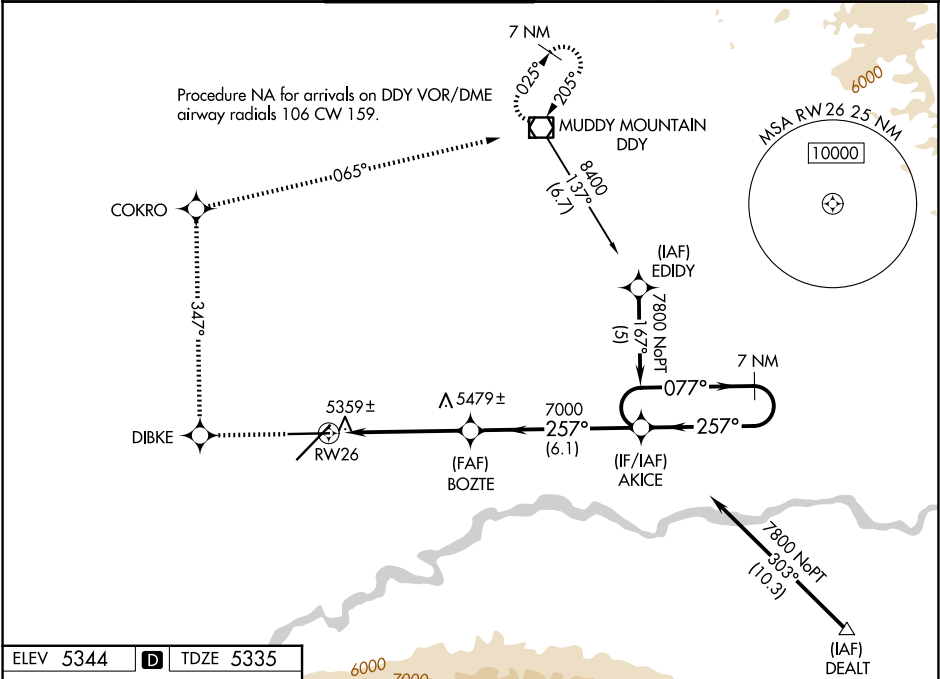 7 NM
025°
205°
Procedure NA for arrivals on DDY VOR/DME
airway radials 106 CW 159.
MUDDY MOUNTAIN
DDY
6000
MSA RW 26 25 NM
10000
065°
COKRO
8400
137°
(6.7)
(IAF)
EDIDY
347°
7800 NoPT
167°
(5)
7 NM
077°
5359±
5479±
7000
257°
(6.1)
257°
DIBKE
RW26
(FAF)
BOZTE
(IF/IAF)
AKICE
7800 NoPT
303°
(10.3)
(IAF)
DEALT
ELEV 5344 D TDZE 5335
6000
7000